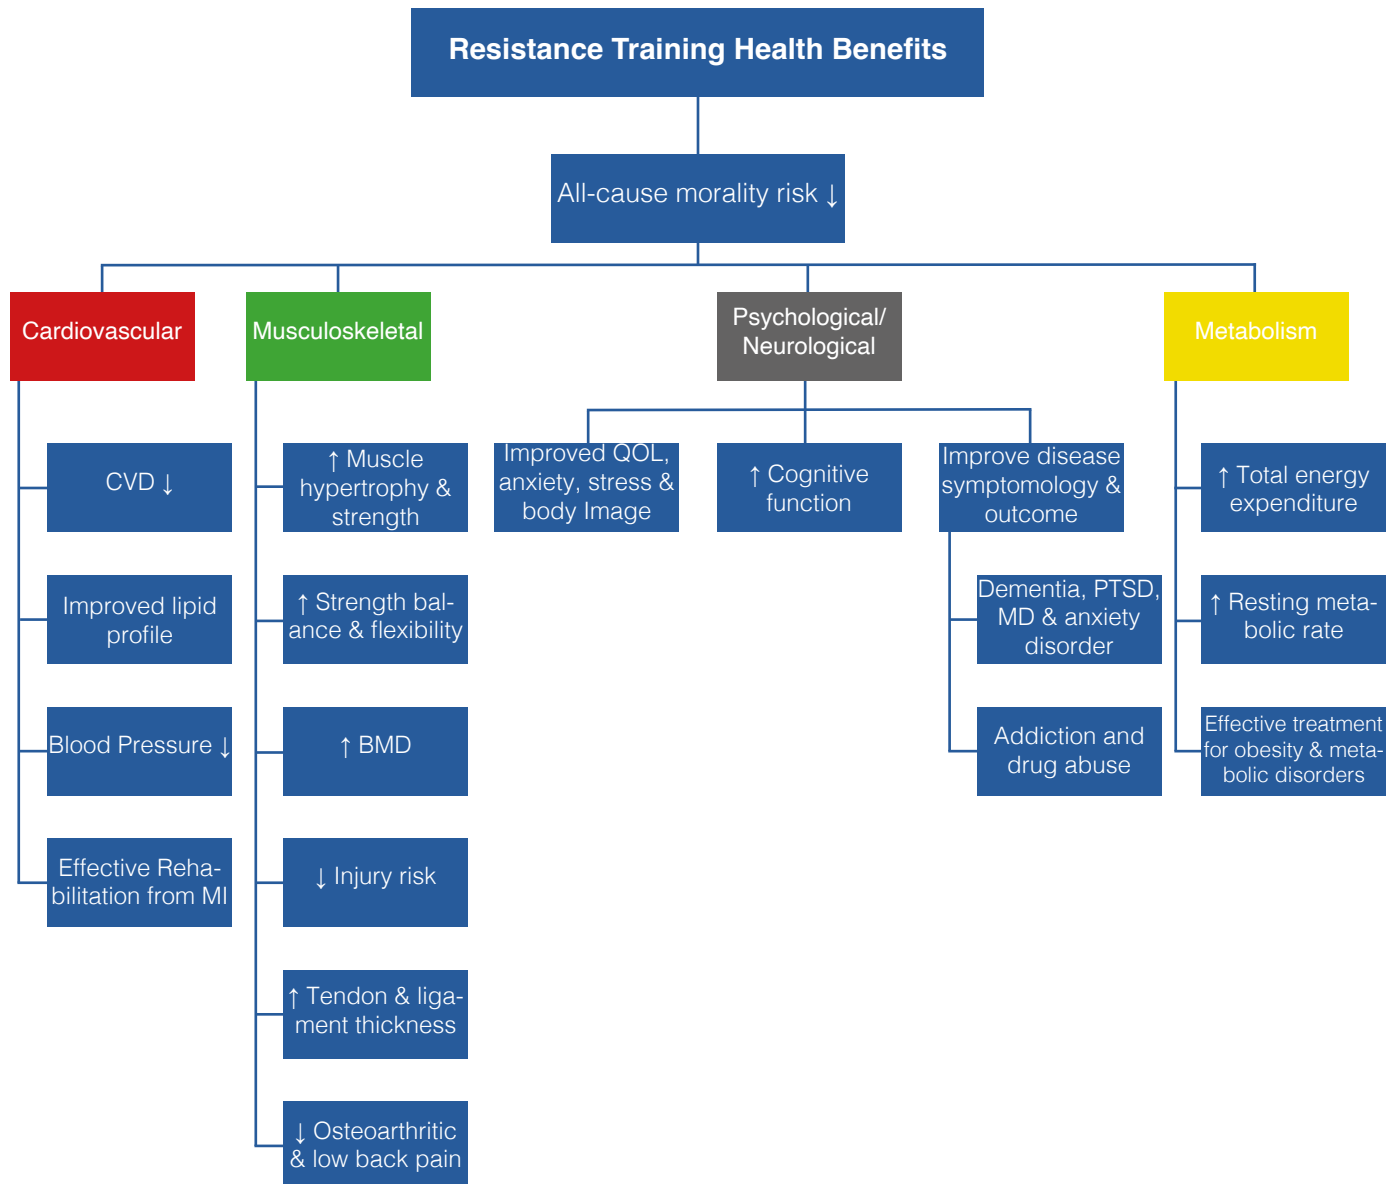 Resistance Training Health Benefits
All-cause morality risk ↓
Cardiovascular
Musculoskeletal
Psychological/
Neurological
Metabolism
CVD ↓
Improved lipid
profile
Blood Pressure ↓
Effective Reha-
bilitation from MI
↑ Muscle
hypertrophy &
strength
↑ Strength bal-
ance & flexibility
↑ BMD
↓ Injury risk
↑ Tendon & liga-
ment thickness
↓ Osteoarthritic
& low back pain
Improved QOL,
anxiety, stress &
body Image
↑ Cognitive
function
Improve disease
symptomology &
outcome
Dementia, PTSD,
MD & anxiety
disorder
Addiction and
drug abuse
↑ Total energy
expenditure
↑ Resting meta-
bolic rate
Effective treatment
for obesity & meta-
bolic disorders